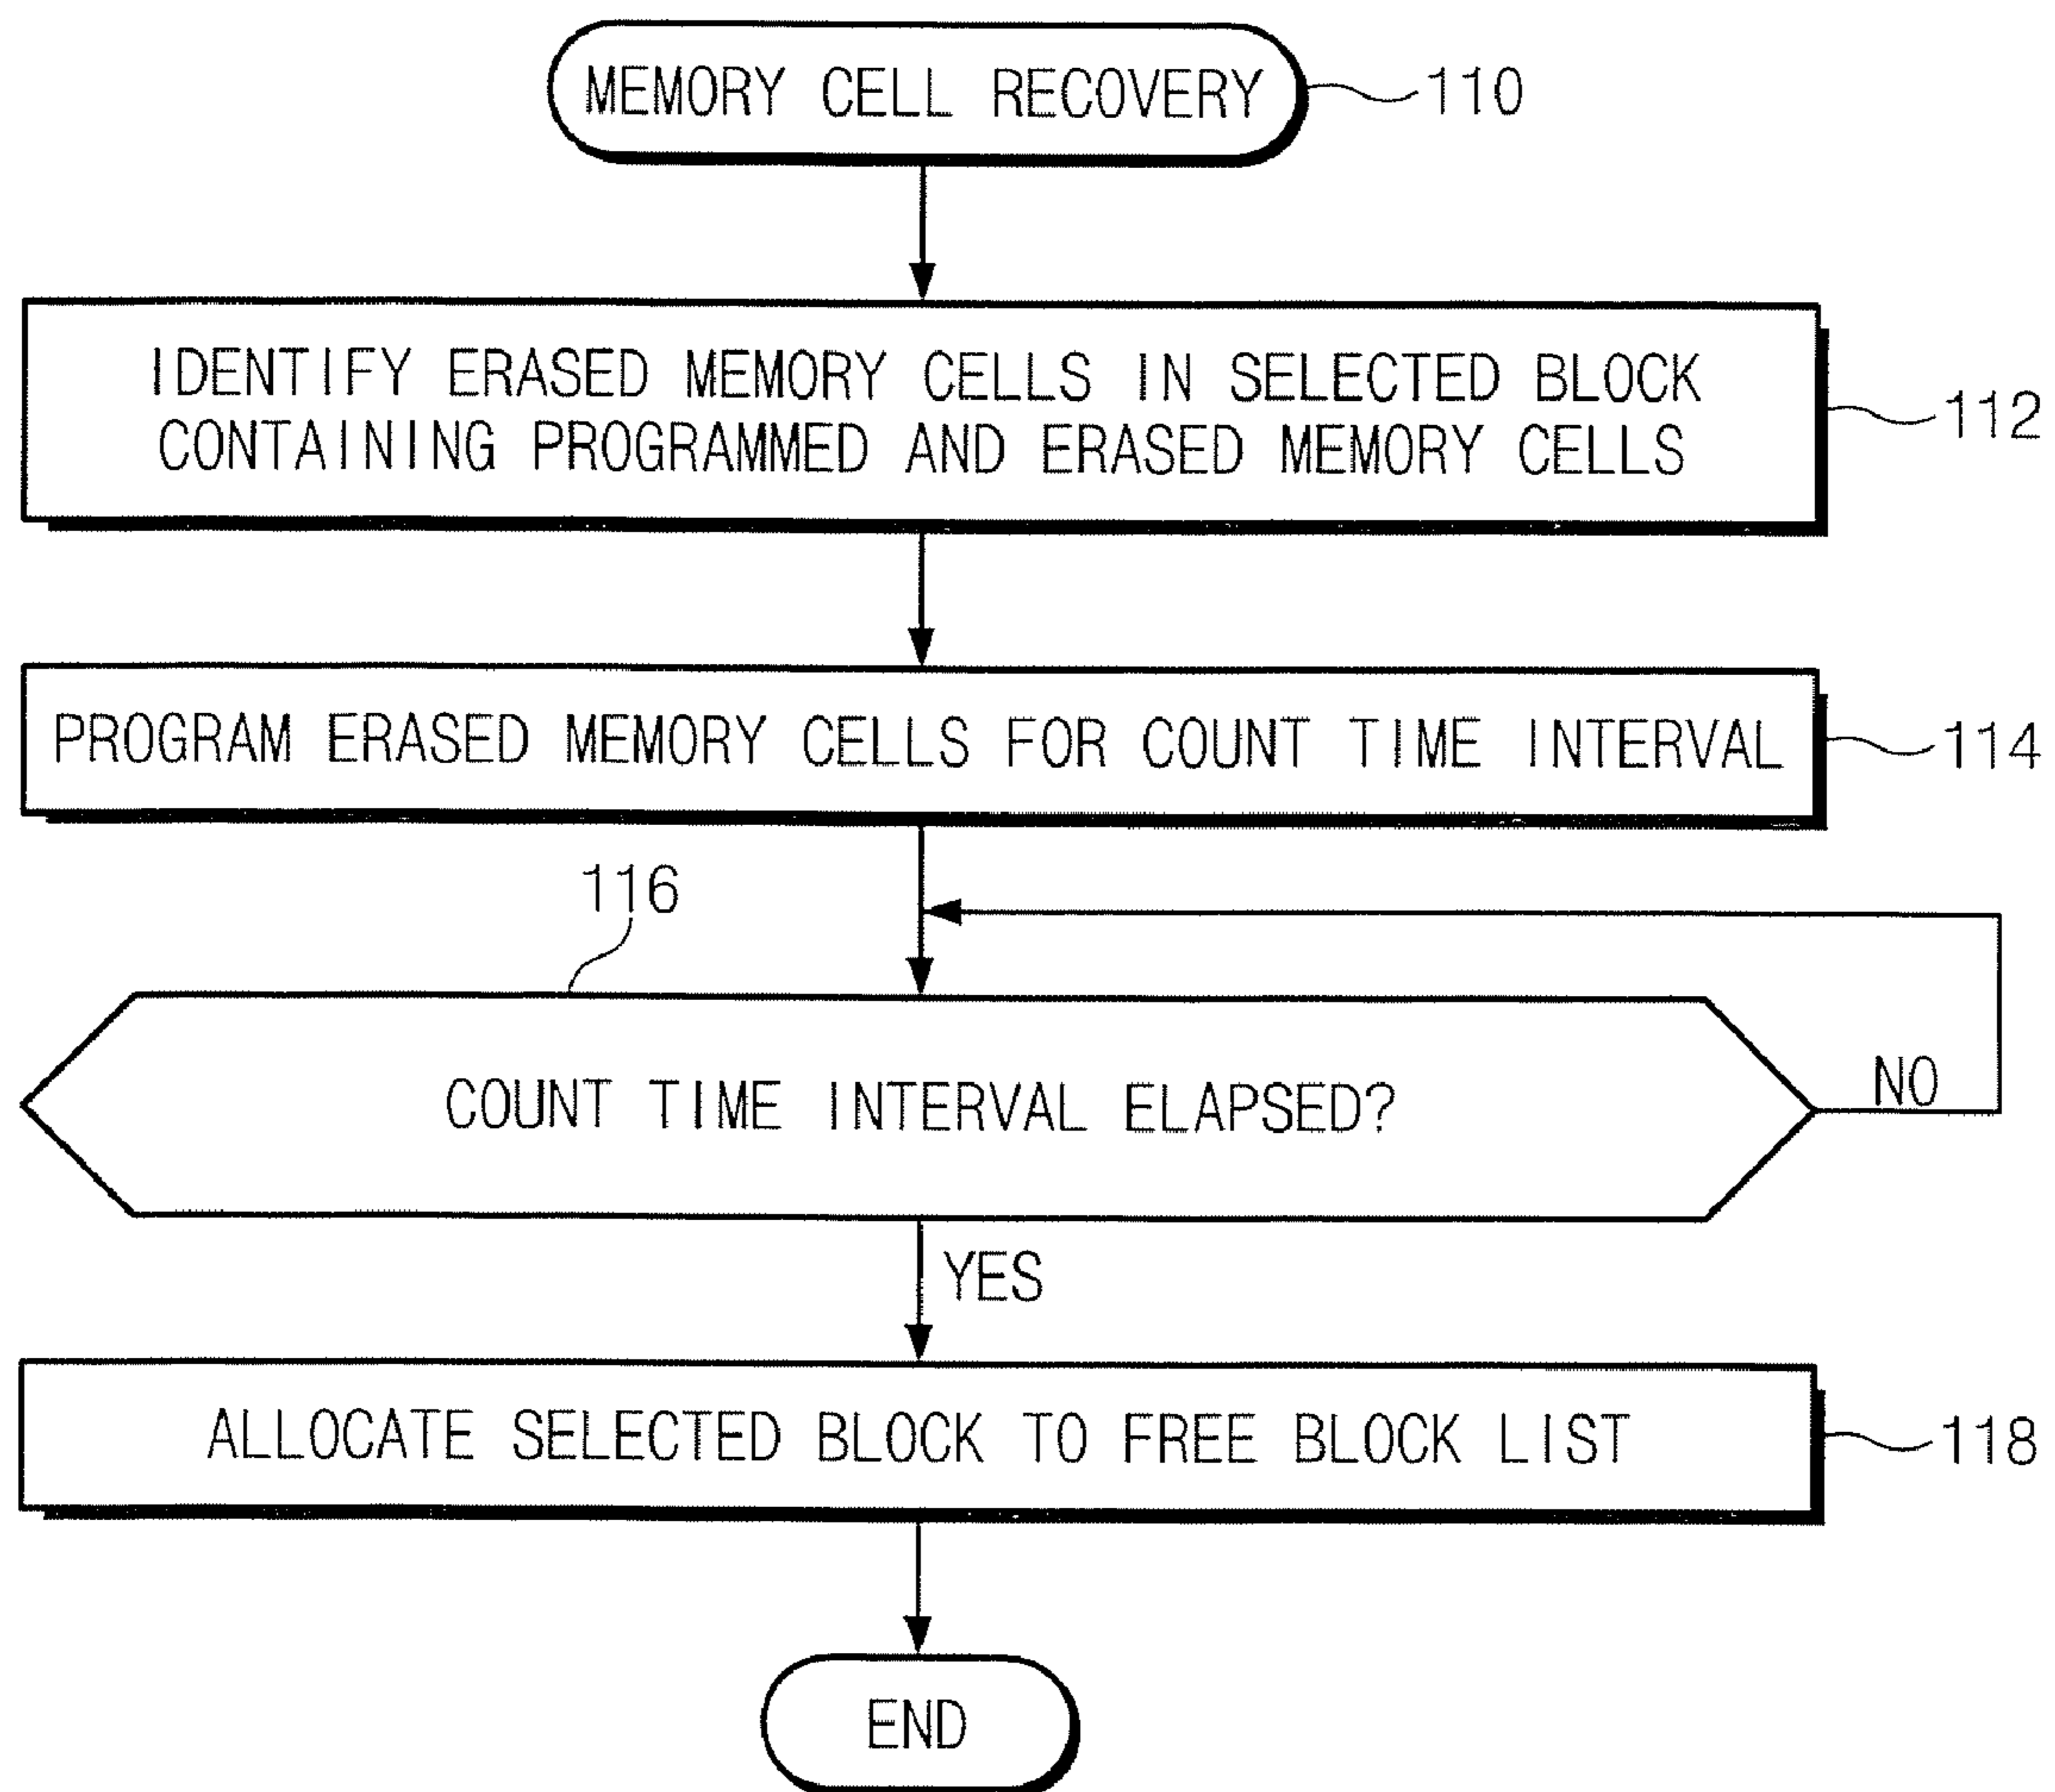 MEMORY CELL RECOVERY
110
IDENTIFY ERASED MEMORY CELLS IN SELECTED BLOCK
CONTAINING PROGRAMMED AND ERASED MEMORY CELLS
112
PROGRAM ERASED MEMORY CELLS FOR COUNT TIME INTERVAL
114
116
COUNT TIME INTERVAL ELAPSED?
NO
YES
ALLOCATE SELECTED BLOCK TO FREE BLOCK LIST
118
END